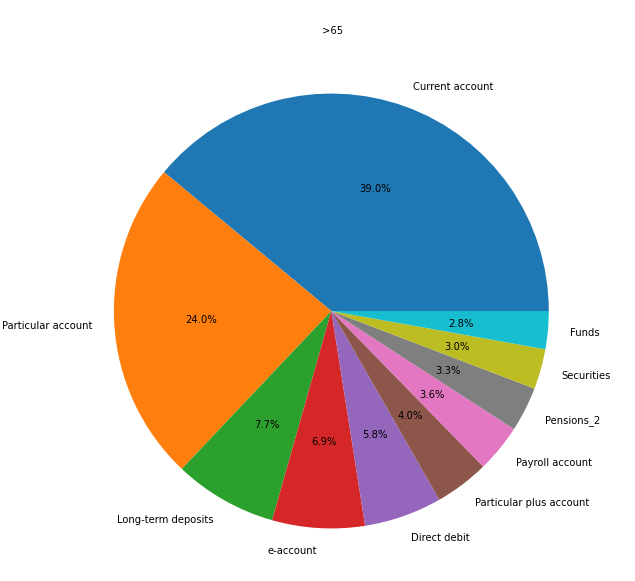 >65
Current account
39.0%
Particular account
24.0%
Long-term deposits
7.7%
e-account
6.9%
Direct debit
5.8%
Particular plus account
4.0%
Payroll account
3.6%
Pensions_2
3.3%
Securities
3.0%
Funds
2.8%